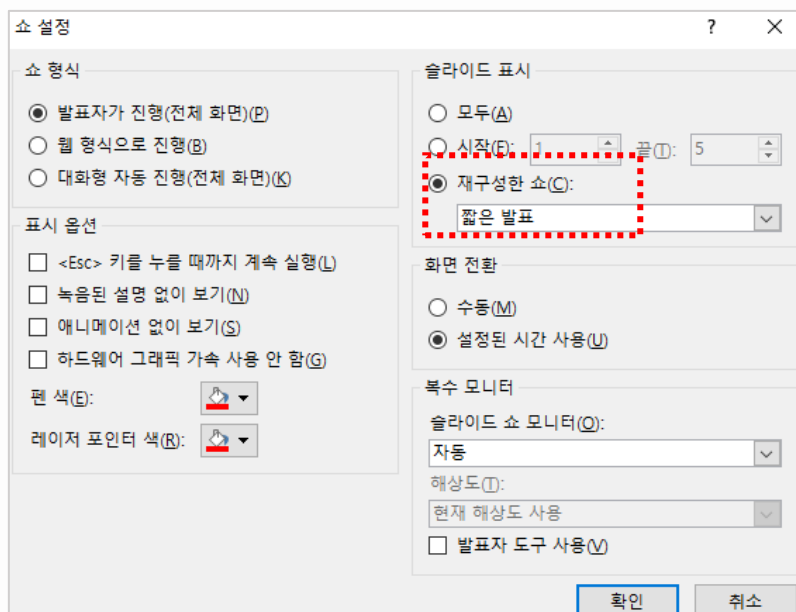 쇼 설정
쇼 형식
발표자가 진행(전체 화면)(P)
웹 형식으로 진행(B)
대화형 자동 진행(전체 화면)(K)
표시 옵션
<Esc> 키를 누를 때까지 계속 실행(L)
녹음된 설명 없이 보기(N)
애니메이션 없이 보기(S)
하드웨어 그래픽 가속 사용 안 함(G)
펜 색(E):
레이저 포인터 색(R):
슬라이드 표시
모두(A)
시작(F): 1 끝(T): 5
재구성한 쇼(C):
짧은 발표
화면 전환
수동(M)
설정된 시간 사용(U)
복수 모니터
슬라이드 쇼 모니터(O):
자동
해상도(T):
현재 해상도 사용
발표자 도구 사용(V)
확인 취소